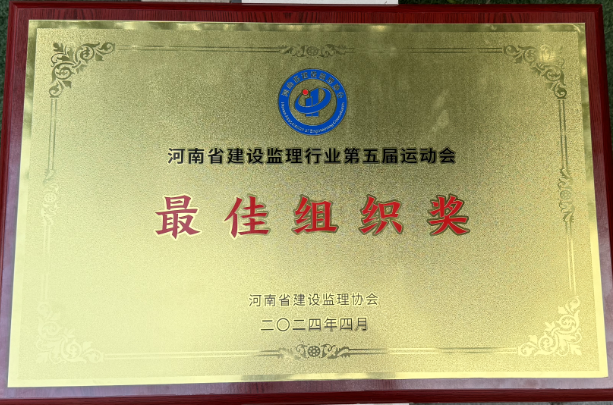 河南省建设监理行业第五届运动会
最佳组织奖
河南省建设监理协会
二〇二四年四月